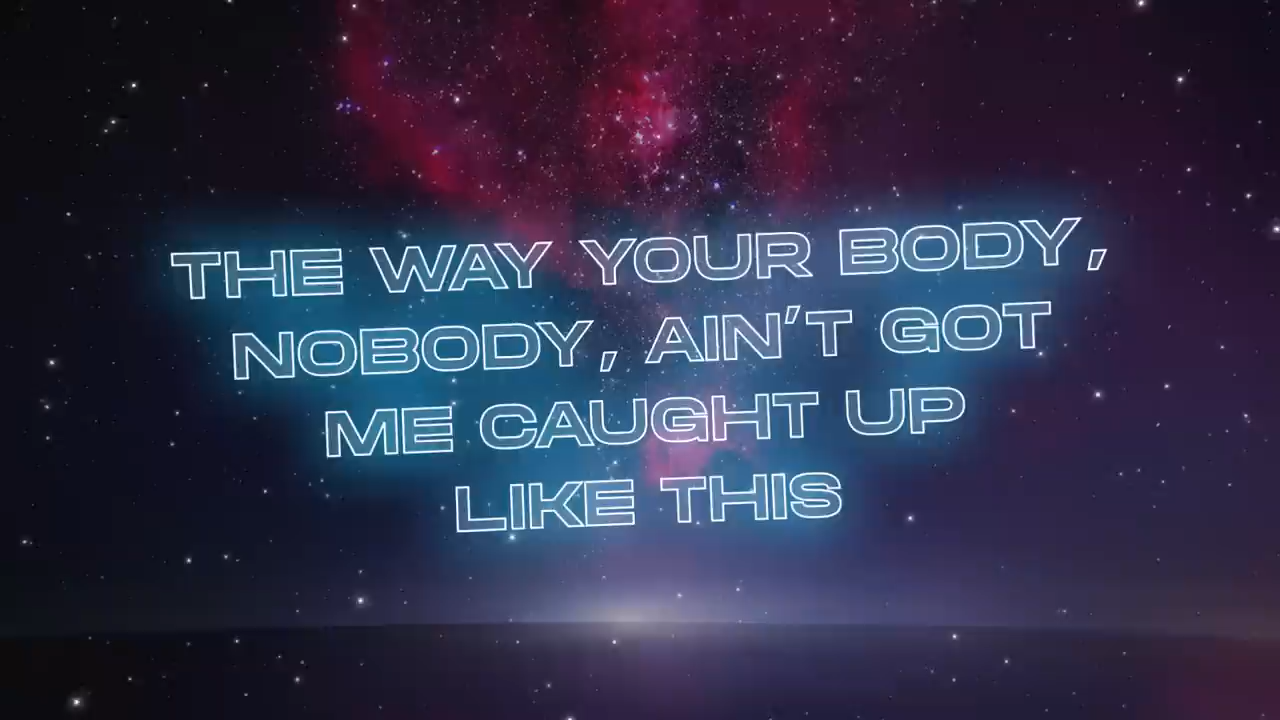 THE WAY YOUR BODY,
NOBODY, AIN'T GOT
ME CAUGHT UP
LIKE THIS